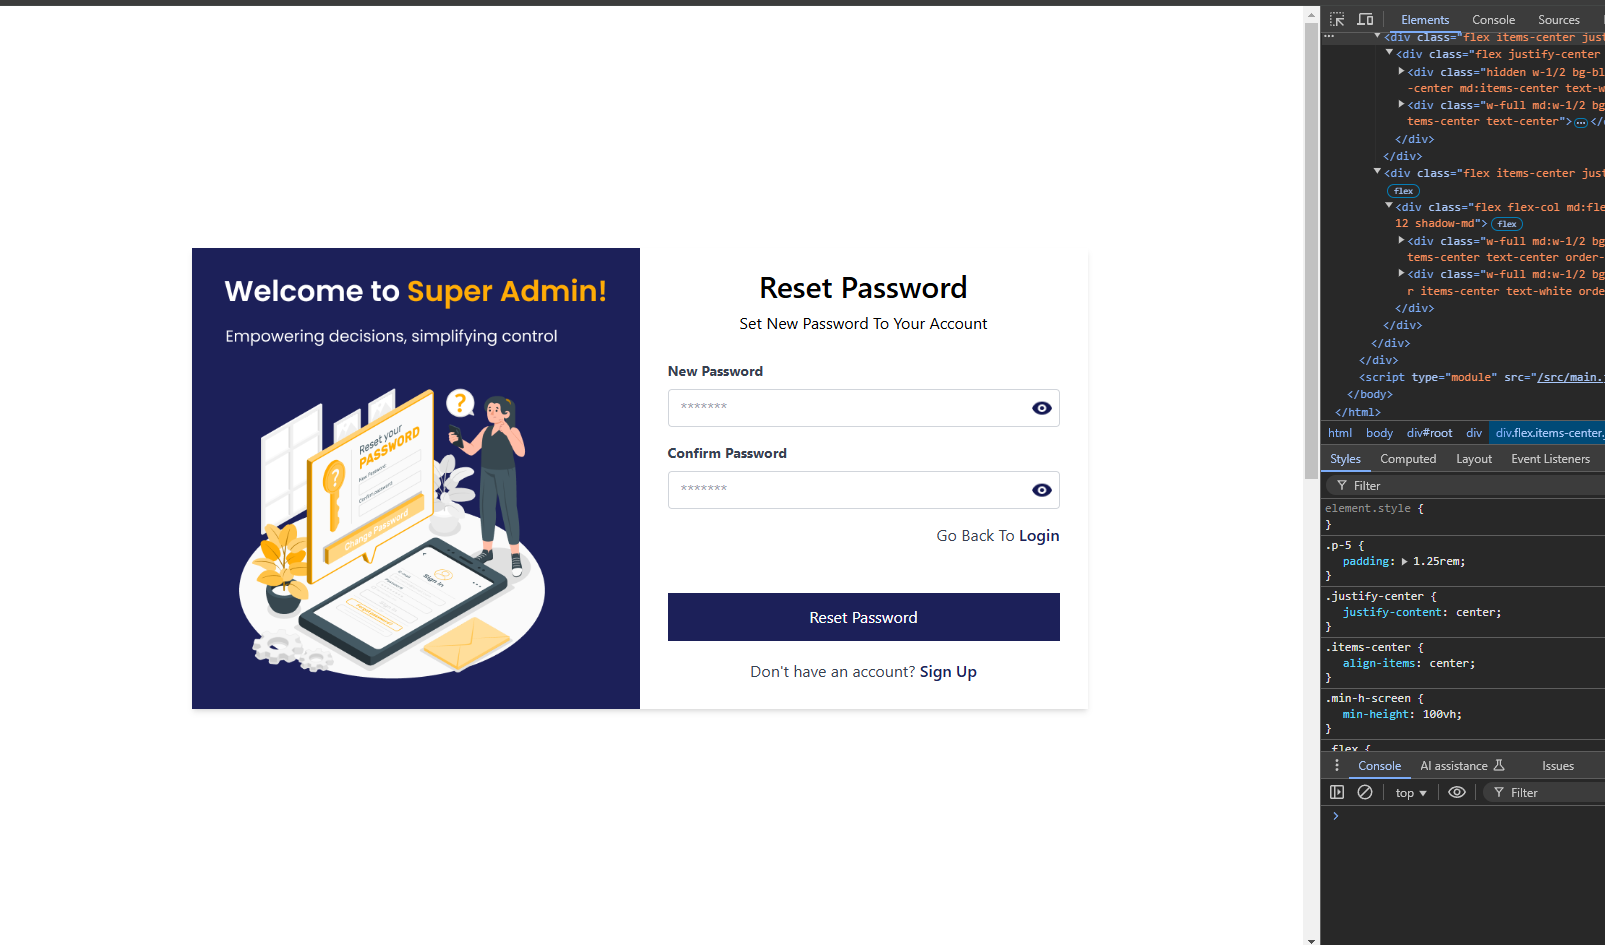 Welcome to Super Admin!
Empowering decisions, simplifying control
Reset your
PASSWORD
New Password
Confirm password
Change Password
Sign in
Reset Password
Set New Password To Your Account
New Password
*******
Confirm Password
*******
Go Back To Login
Reset Password
Don't have an account? Sign Up
Elements Console Sources
<div class="flex items-center jus
<div class="flex justify-center
<div class="hidden w-1/2 bg-bl
-center md:items-center text-w
<div class="w-full md:w-1/2 bg
tems-center text-center">
</div>
</div>
<div class="flex items-center jus
flex
<div class="flex flex-col md:fle
12 shadow-md"> flex
<div class="w-full md:w-1/2 bg
tems-center text-center order-
<div class="w-full md:w-1/2 bg
r items-center text-white orde
</div>
</div>
</div>
</div>
<script type="module" src="/src/main.
</body>
</html>
html body div#root div div.flex.items-center.
Styles Computed Layout Event Listeners
Filter
element.style {
}
.p-5 {
padding: 1.25rem;
}
.justify-center {
justify-content: center;
}
.items-center {
align-items: center;
}
.min-h-screen {
min-height: 100vh;
}
.flex {
Console AI assistance Issues
top Filter